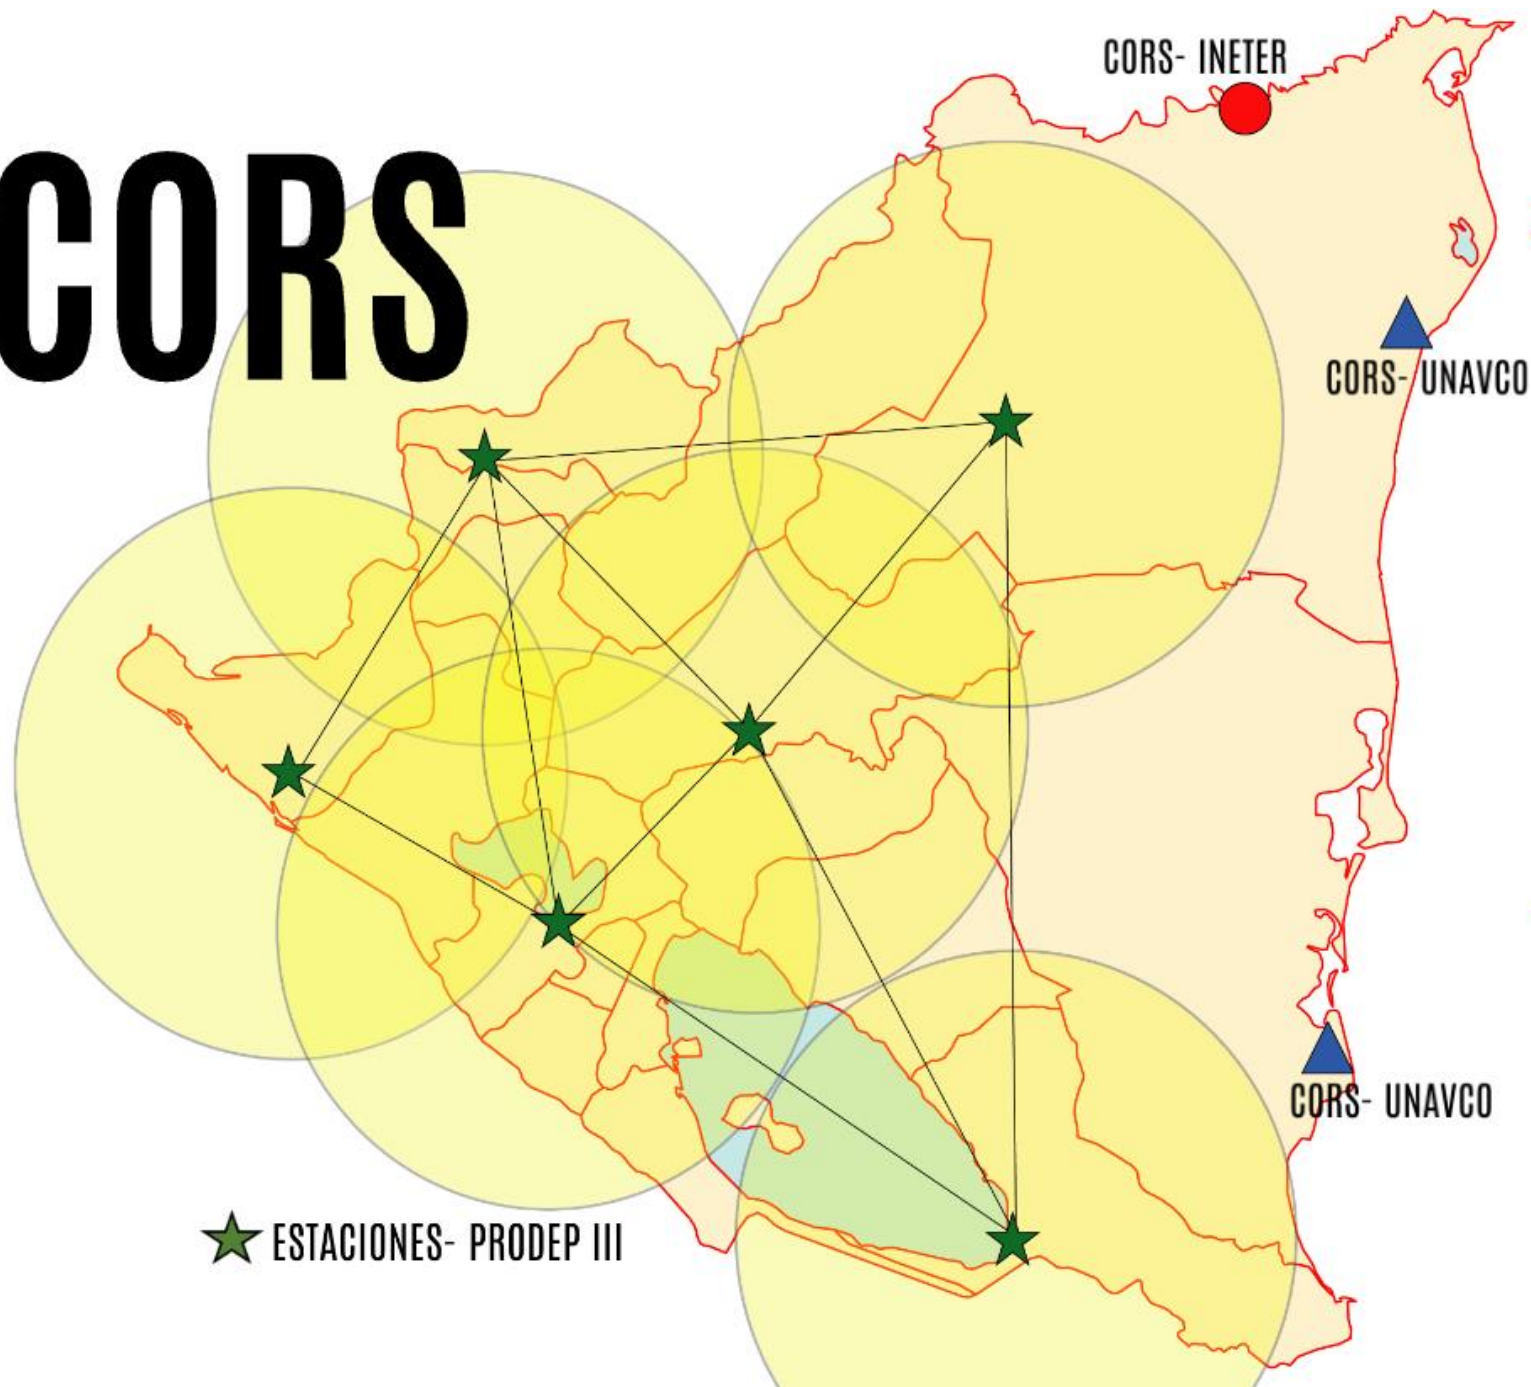 CORS- INETER
CORS
CORS- UNAVCO
CORS- UNAVCO
ESTACIONES- PRODEP III